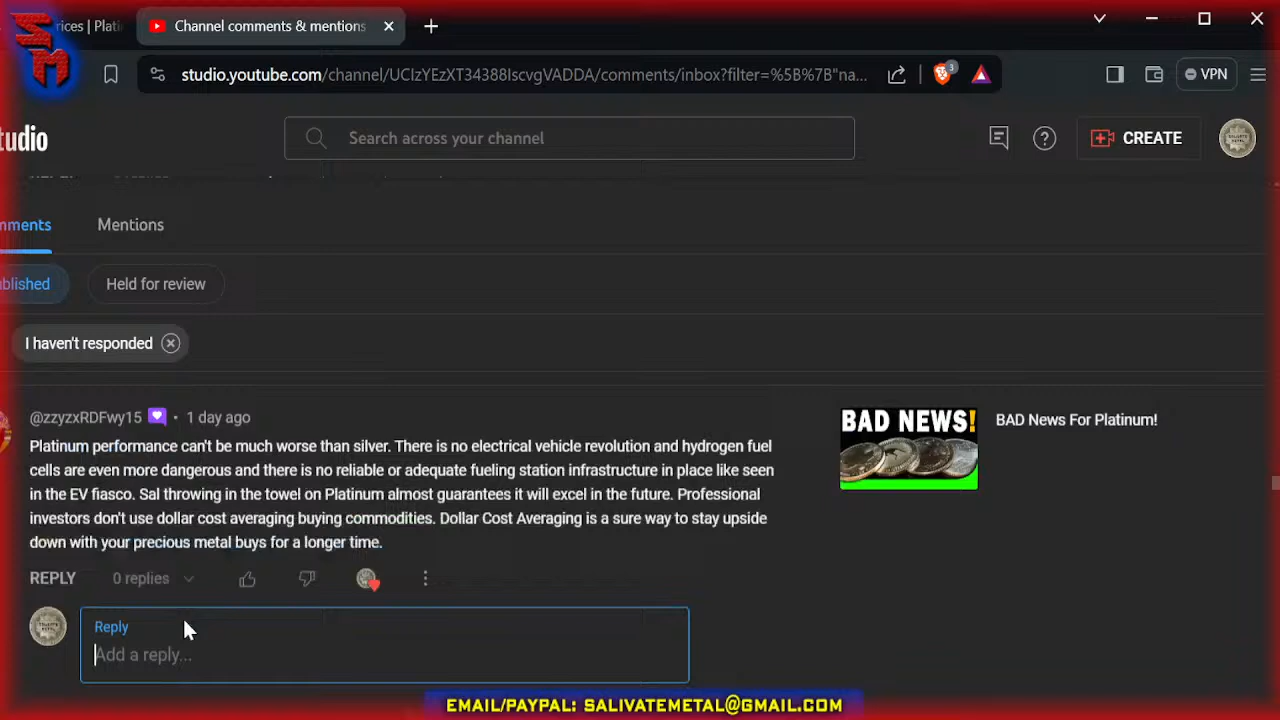 SM
rices | Plati
Channel comments & mentions
studio.youtube.com/channel/UCIzYEzXT34388IscvgVADDA/comments/inbox?filter=%5B%7B"na...
3
VPN
tudio
Search across your channel
CREATE
mments
Mentions
ublished
Held for review
I haven't responded
@zzyzxRDFwy15 • 1 day ago
Platinum performance can't be much worse than silver. There is no electrical vehicle revolution and hydrogen fuel
cells are even more dangerous and there is no reliable or adequate fueling station infrastructure in place like seen
in the EV fiasco. Sal throwing in the towel on Platinum almost guarantees it will excel in the future. Professional
investors don't use dollar cost averaging buying commodities. Dollar Cost Averaging is a sure way to stay upside
down with your precious metal buys for a longer time.
BAD NEWS!
BAD News For Platinum!
REPLY
0 replies
Reply
Add a reply...
EMAIL/PAYPAL: SALIVATEMETAL@GMAIL.COM